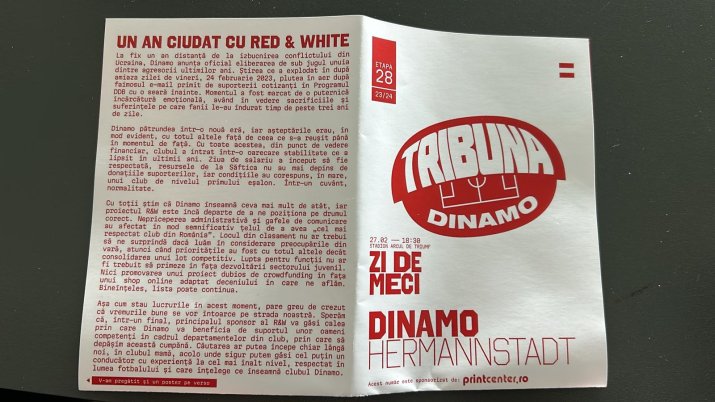 UN AN CIUDAT CU RED & WHITE
La fix un an distanță de la izbucnirea conflictului din
Ucraina, Dinamo anunța oficial eliberarea de sub jugul unuia
dintre agresorii ultimilor ani. Știrea ce a explodat în după
amiaza zilei de vineri, 24 februarie 2023, plutea în aer după
faimosul e-mail primit de suporterii cotizanți în Programul
DDB cu o seară înainte. Momentul a fost marcat de o puternică
încărcătură emoțională, având în vedere sacrificiile și
suferințele pe care fanii le-au îndurat timp de peste trei ani
de zile.
Dinamo pătrundea într-o nouă eră, iar așteptările erau, în
mod evident, cu totul altele față de ceea ce s-a reușit până
în momentul de față. Cu toate acestea, din punct de vedere
financiar, clubul a intrat într-o oarecare stabilitate ce a
lipsit în ultimii ani. Ziua de salariu a început să fie
respectată, resursele de la Săftica nu au mai depins de
donațiile suporterilor, iar condițiile au corespuns, în mare,
unui club de nivelul primului eșalon. Într-un cuvânt,
normalitate.
Cu toții știm că Dinamo înseamnă ceva mai mult de atât, iar
proiectul R&W este încă departe de a ne poziționa pe drumul
corect. Nepriceperea administrativă și gafele de comunicare
au afectat în mod semnificativ țelul de a avea „cel mai
respectat club din România". Locul din clasament nu ar trebui
să ne surprindă dacă luăm în considerare preocupările din
vară, atunci când prioritățile au fost cu totul altele decât
consolidarea unui lot competitiv. Lupta pentru funcții nu ar
fi trebuit să primeze în fața dezvoltării sectorului juvenil.
Nici promovarea unui proiect dubios de crowdfunding în fața
unui shop online adaptat deceniului in care ne aflăm.
Bineînțeles, lista poate continua.
Așa cum stau lucrurile în acest moment, pare greu de crezut
că vremurile bune se vor întoarce pe strada noastră. Sperăm
că, într-un final, principalul sponsor al R&W va găsi calea
prin care Dinamo va beneficia de suportul unor oameni
competenți în cadrul departamentelor din club, prin care să
depășim această cumpănă. Căutarea ar putea începe chiar lângă
noi, în clubul mamă, acolo unde sigur putem găsi cel puțin un
conducător cu experiență la cel mai înalt nivel, respectat în
lumea fotbalului și care înțelege ce înseamnă clubul Dinamo.
V-am pregătit și un poster pe verso
ETAPA
28
23/24
TRIBUNA
DINAMO
27.02 — 18:30
STADION ARCUL DE TRIUMF
ZI DE
MECI
DINAMO
HERMANNSTADT
Acest număr este sponsorizat de: printcenter.ro